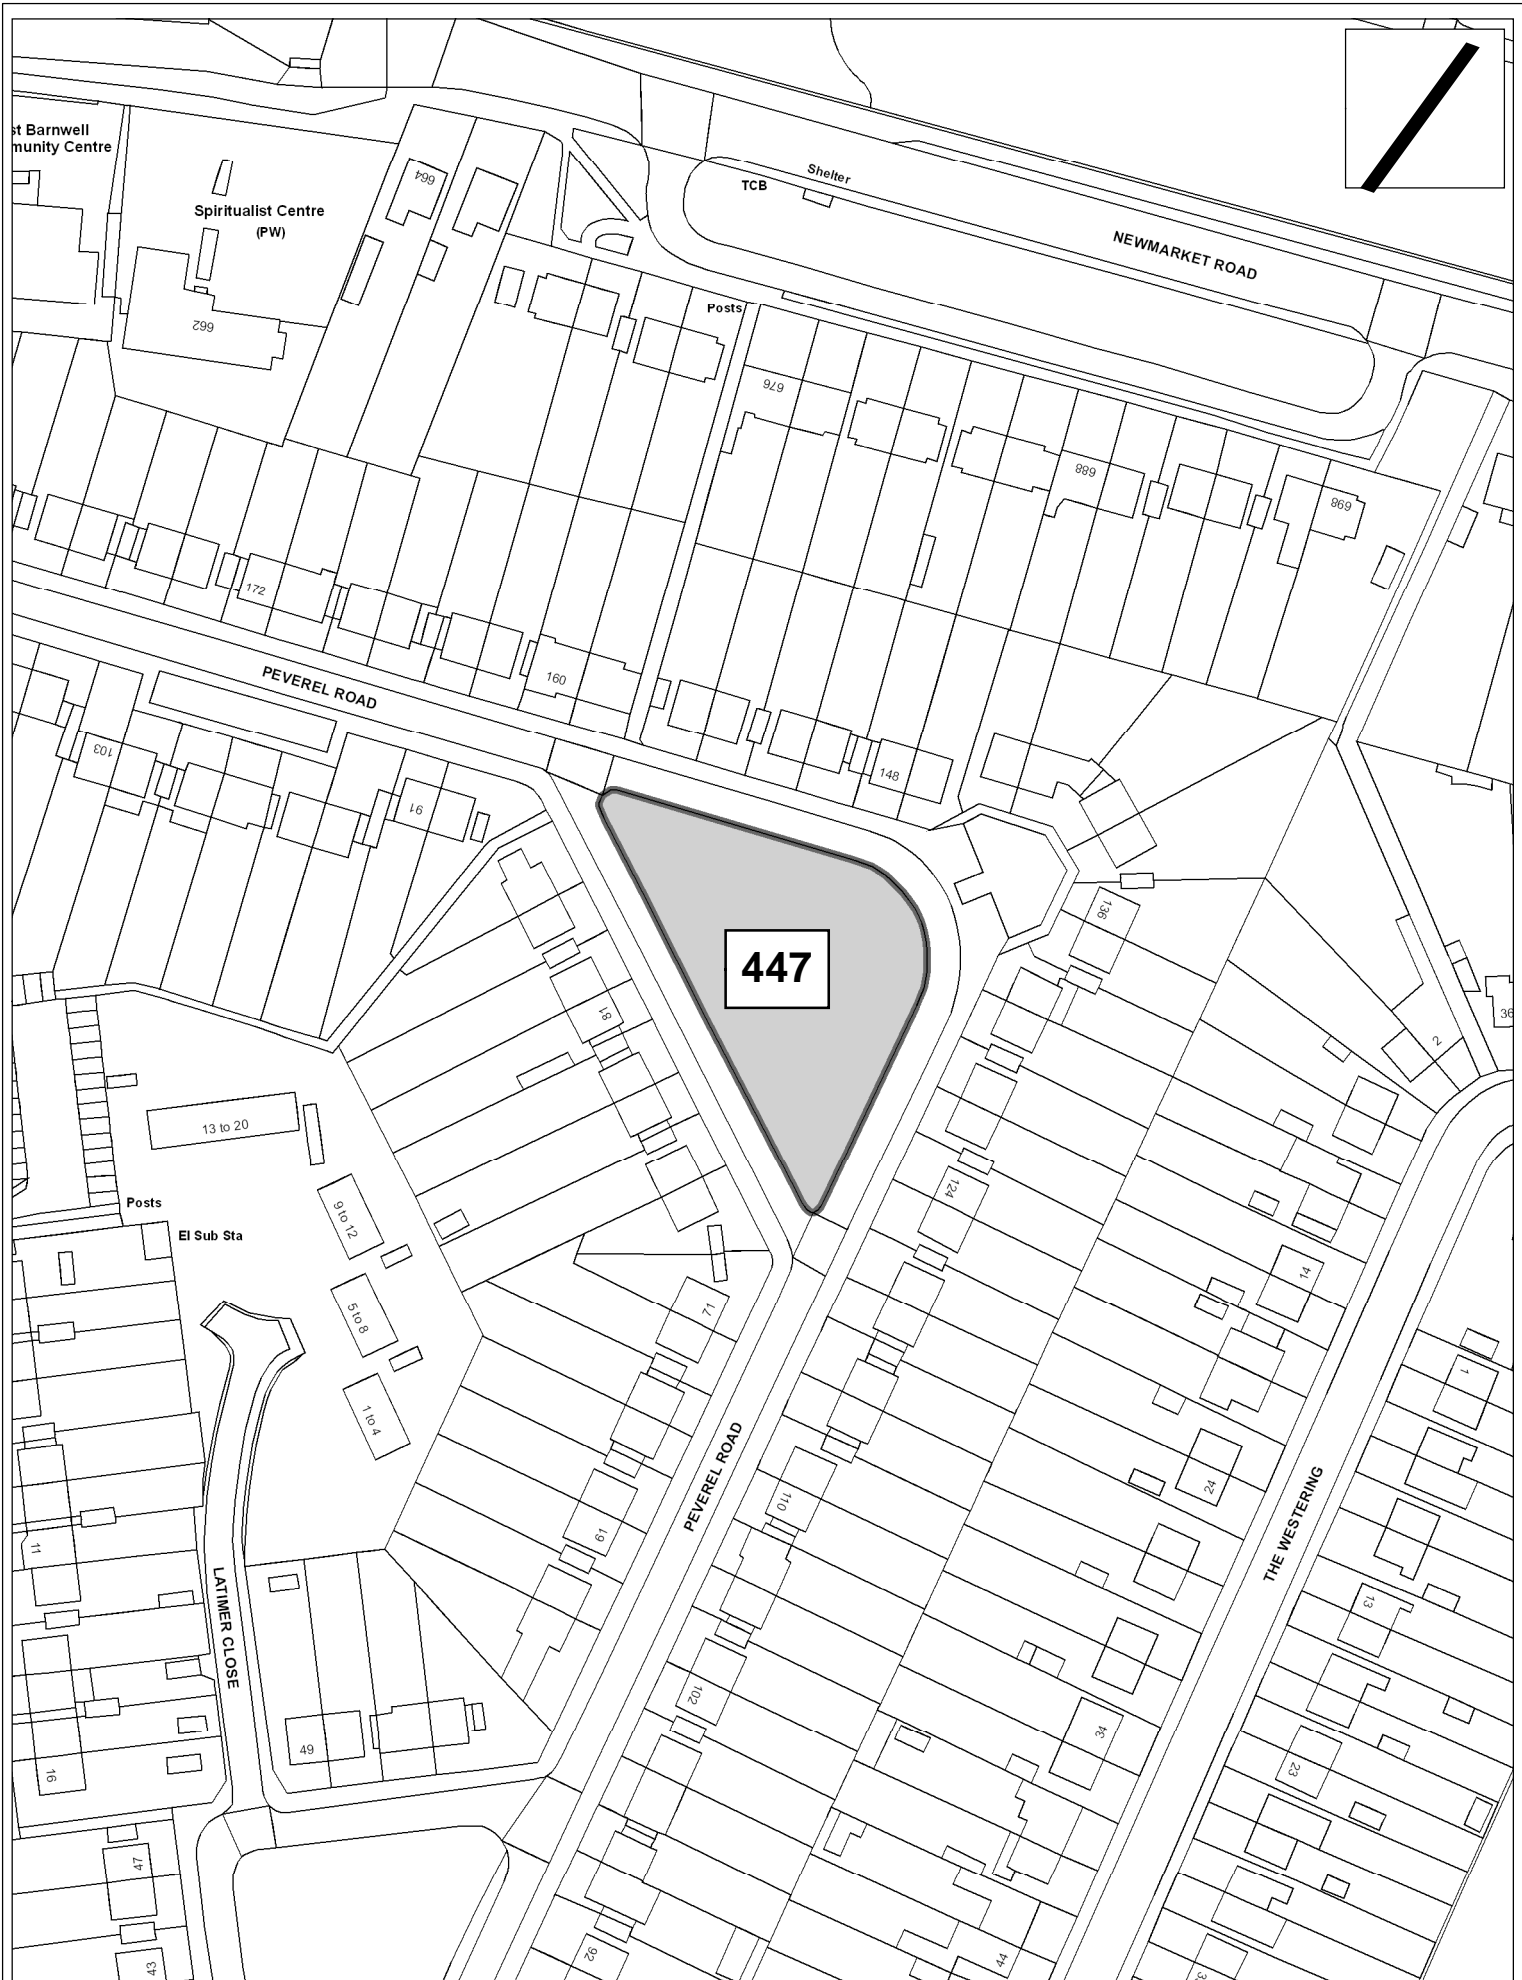 st Barnwell
munity Centre
Spiritualist Centre
(PW)
664
662
TCB
Shelter
NEWMARKET ROAD
Posts
676
688
698
172
160
148
PEVEREL ROAD
103
91
447
136
81
36
2
13 to 20
124
Posts
9 to 12
El Sub Sta
14
71
5 to 8
1
1 to 4
24
110
PEVEREL ROAD
61
THE WESTERING
11
LATIMER CLOSE
13
102
34
49
23
16
47
92
44
43